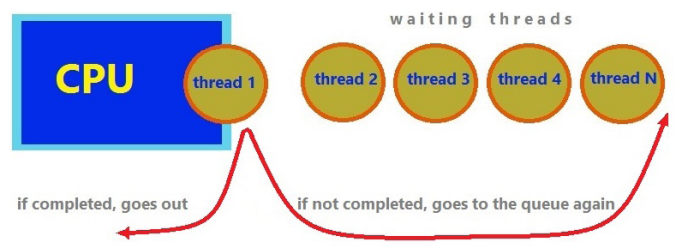 waiting threads
CPU
thread 1
thread 2
thread 3
thread 4
thread N
if completed, goes out
if not completed, goes to the queue again